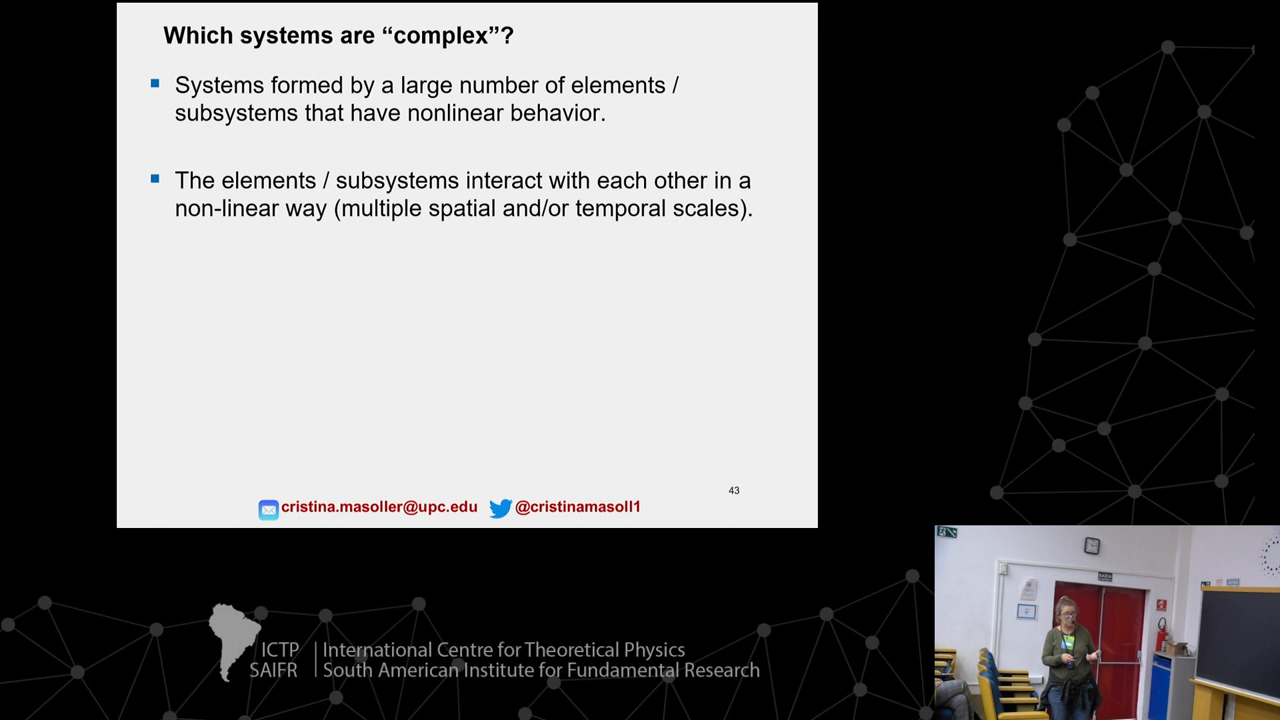 Which systems are “complex”?
Systems formed by a large number of elements /
subsystems that have nonlinear behavior.
The elements / subsystems interact with each other in a
non-linear way (multiple spatial and/or temporal scales).
43
cristina.masoller@upc.edu @cristinamasoll1
ICTP
SAIFR
International Centre for Theoretical Physics
South American Institute for Fundamental Research